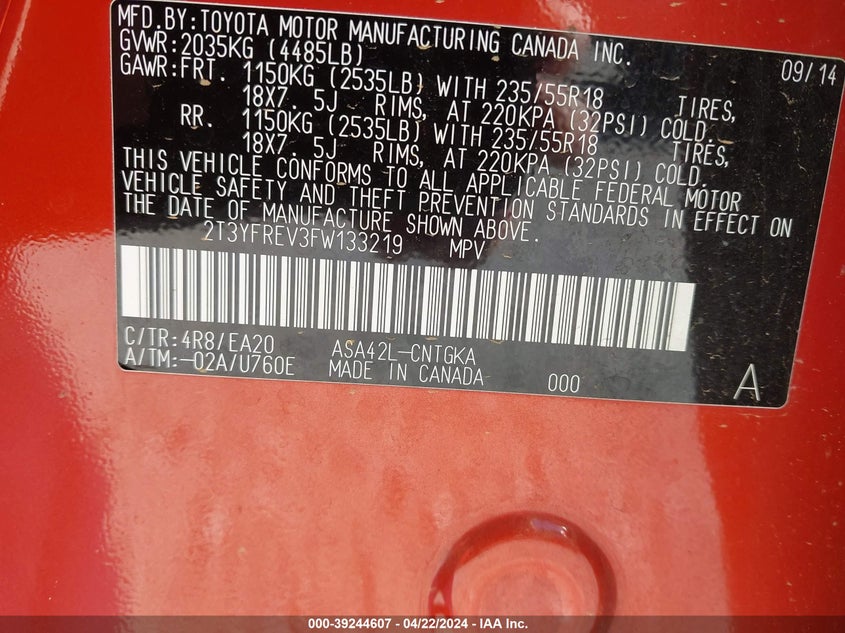 MFD.BY:TOYOTA MOTOR MANUFACTURING CANADA INC.
GVWR:2035KG (4485LB) 09/14
GAWR:FRT. 1150KG (2535LB) WITH 235/55R18 TIRES,
18X7.5J RIMS, AT 220KPA (32PSI) COLD.
RR. 1150KG (2535LB) WITH 235/55R18 TIRES,
18X7.5J RIMS, AT 220KPA (32PSI) COLD.
THIS VEHICLE CONFORMS TO ALL APPLICABLE FEDERAL MOTOR
VEHICLE SAFETY AND THEFT PREVENTION STANDARDS IN EFFECT ON
THE DATE OF MANUFACTURE SHOWN ABOVE.
2T3YFREV3FW133219 MPV
C/TR:4R8/EA20 ASA42L-CNTGKA
A/TM:-02A/U760E MADE IN CANADA 000 A
000-39244607 - 04/22/2024 - IAA Inc.